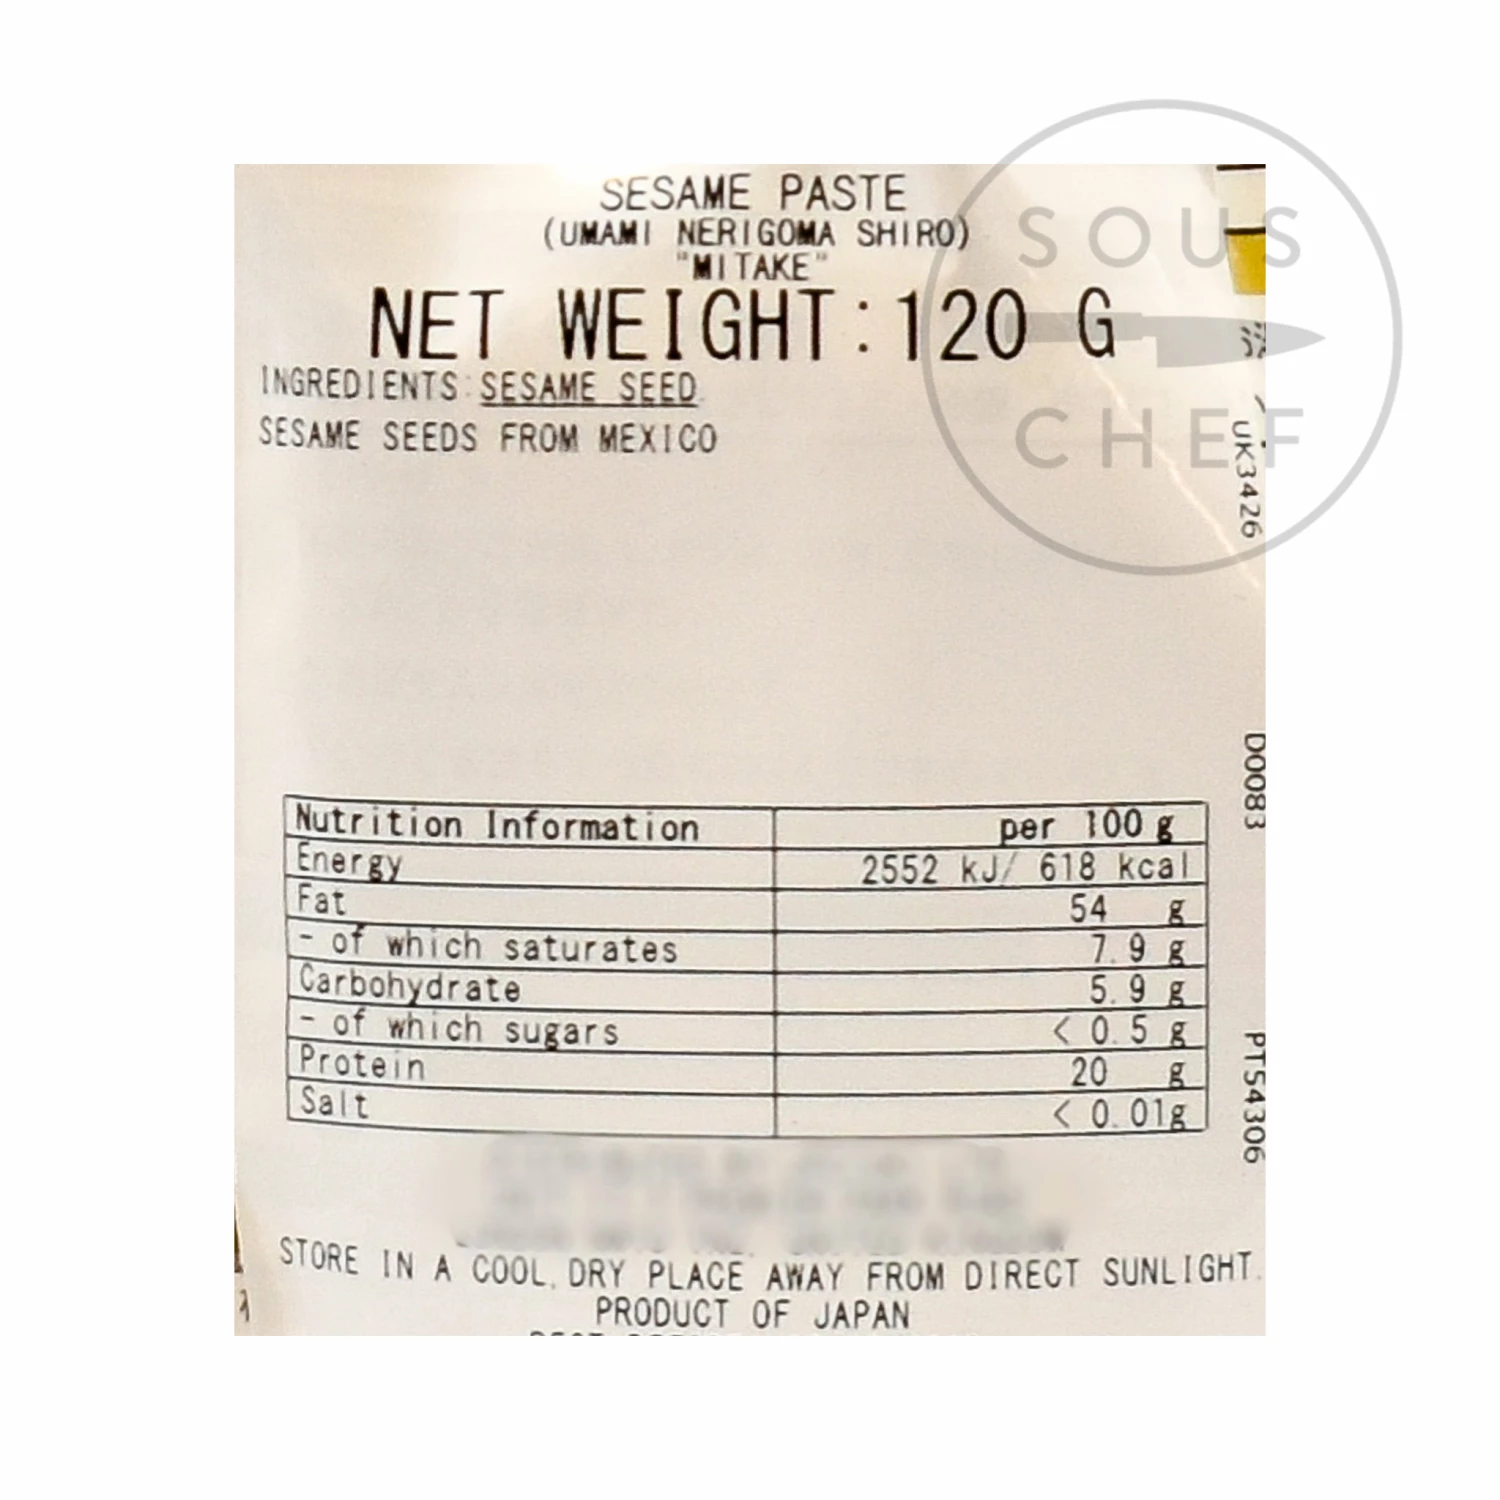 SESAME PASTE
(UMAMI NERIGOMA SHIRO)
"MITAKE"
NET WEIGHT:120 G
INGREDIENTS:SESAME SEED.
SESAME SEEDS FROM MEXICO
SOUS
CHEF
UK3426
D0083
PT54306
Nutrition Information per 100 g
Energy 2552 kJ/ 618 kcal
Fat 54 g
- of which saturates 7.9 g
Carbohydrate 5.9 g
- of which sugars < 0.5 g
Protein 20 g
Salt < 0.01g
STORE IN A COOL, DRY PLACE AWAY FROM DIRECT SUNLIGHT.
PRODUCT OF JAPAN